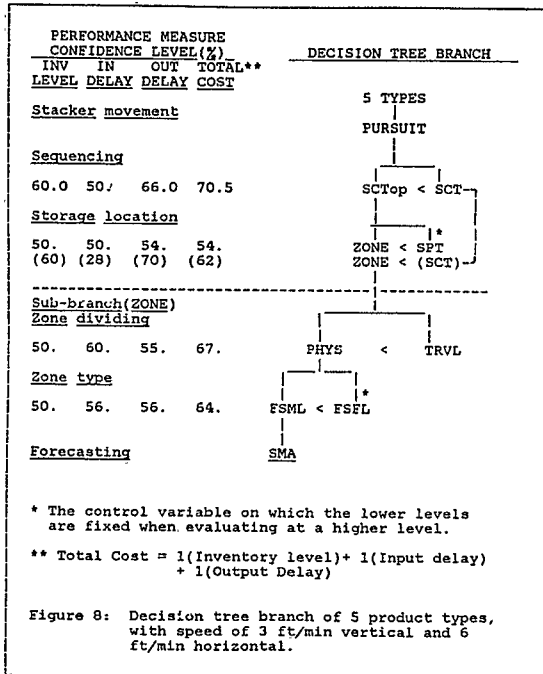 PERFORMANCE MEASURE
CONFIDENCE LEVEL(%)
DECISION TREE BRANCH
INV IN OUT TOTAL**
LEVEL DELAY DELAY COST
5 TYPES
Stacker movement
PURSUIT
Sequencing
60.0 50. 66.0 70.5 SCTop < SCT
Storage location
*
50. 50. 54. 54. ZONE < SPT
(60) (28) (70) (62) ZONE < (SCT)
Sub-branch(ZONE)
Zone dividing
50. 60. 55. 67. PHYS < TRVL
Zone type
*
50. 56. 56. 64. FSML < FSFL
Forecasting SMA
* The control variable on which the lower levels
are fixed when evaluating at a higher level.
** Total Cost = 1(Inventory level)+ 1(Input delay)
+ 1(Output Delay)
Figure 8: Decision tree branch of 5 product types,
with speed of 3 ft/min vertical and 6
ft/min horizontal.